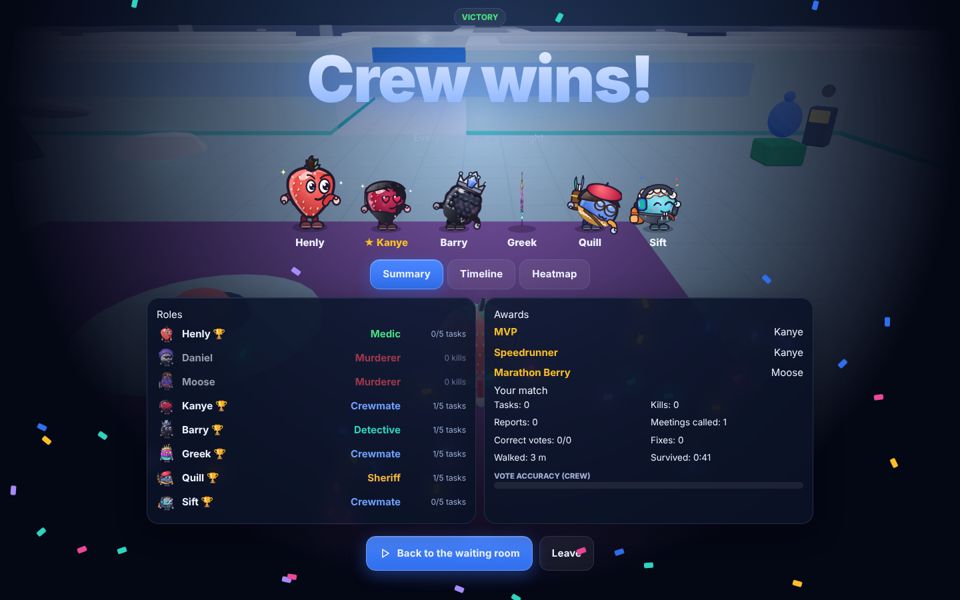 VICTORY
Crew wins!
Henly
★ Kanye
Barry
Greek
Quill
Sift
Summary
Timeline
Heatmap
Roles
Henly 🏆 Medic 0/5 tasks
Daniel Murderer 0 kills
Moose Murderer 0 kills
Kanye 🏆 Crewmate 1/5 tasks
Barry 🏆 Detective 1/5 tasks
Greek 🏆 Crewmate 1/5 tasks
Quill 🏆 Sheriff 1/5 tasks
Sift 🏆 Crewmate 0/5 tasks
Awards
MVP Kanye
Speedrunner Kanye
Marathon Berry Moose
Your match
Tasks: 0 Kills: 0
Reports: 0 Meetings called: 1
Correct votes: 0/0 Fixes: 0
Walked: 3 m Survived: 0:41
VOTE ACCURACY (CREW)
Back to the waiting room
Leave